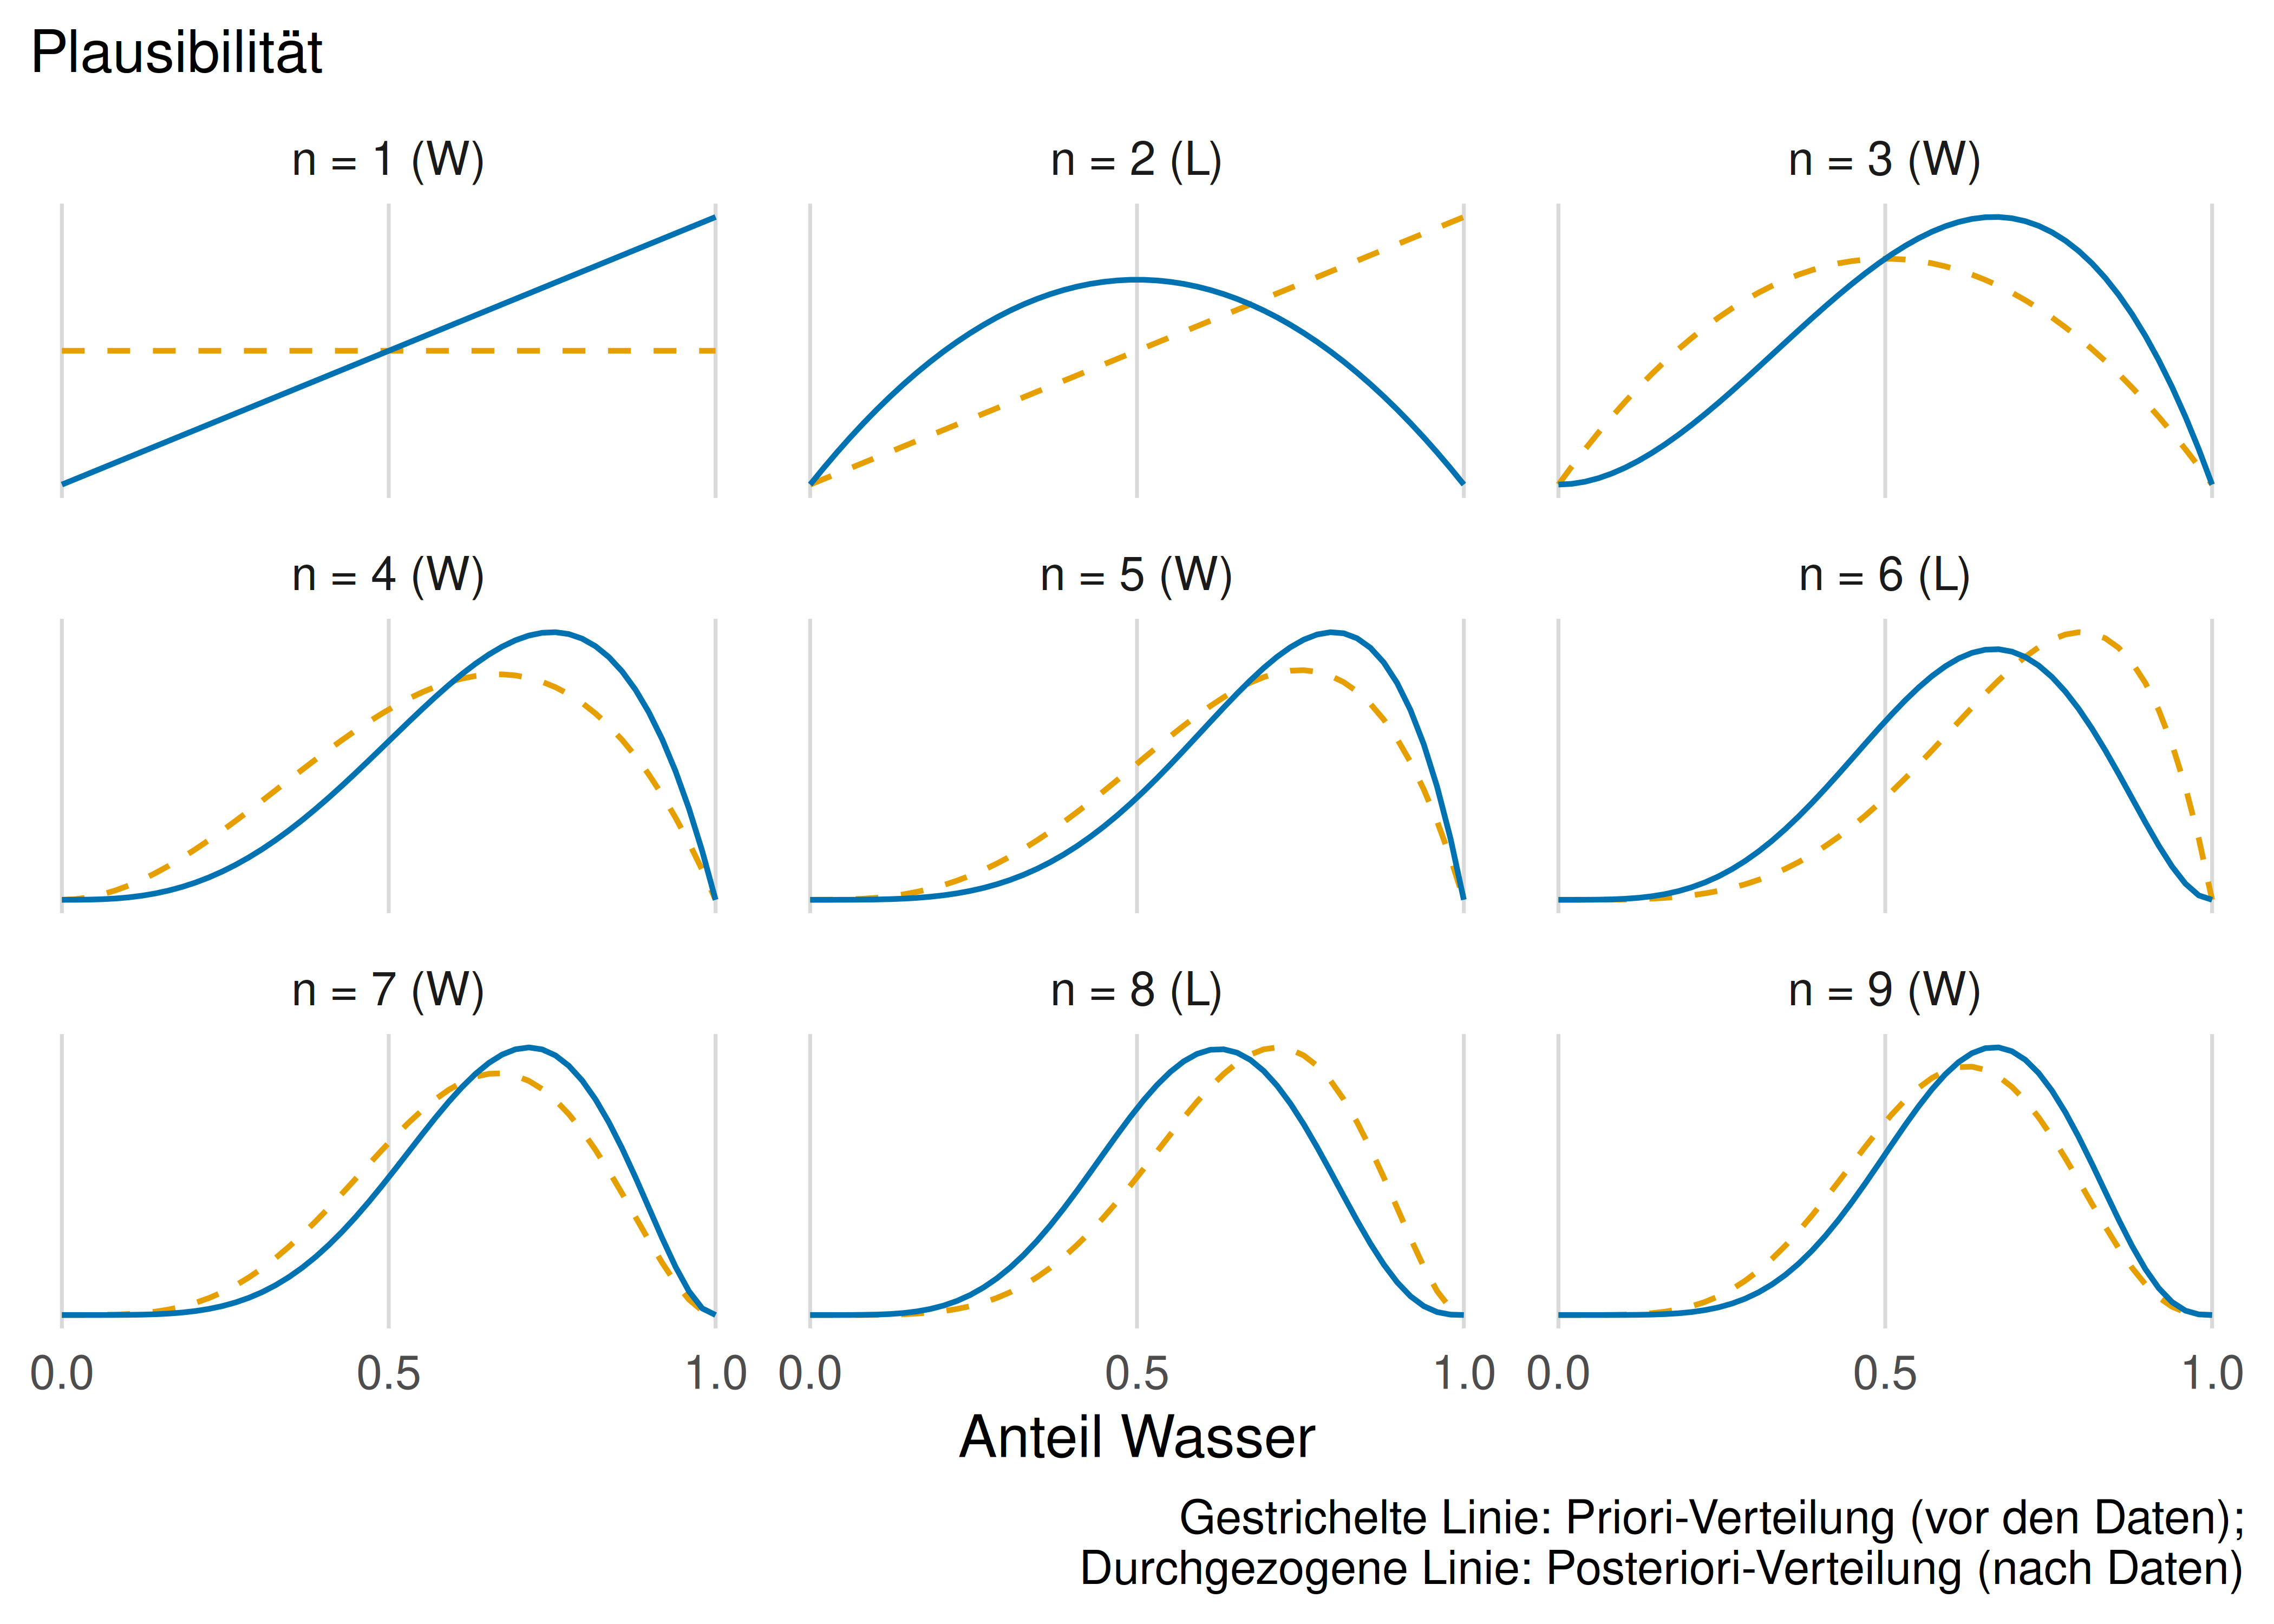 Plausibilität
n = 1 (W)
n = 2 (L)
n = 3 (W)
n = 4 (W)
n = 5 (W)
n = 6 (L)
n = 7 (W)
n = 8 (L)
n = 9 (W)
0.0 0.5 1.0 0.0 0.5 1.0 0.0 0.5 1.0
Anteil Wasser
Gestrichelte Linie: Priori-Verteilung (vor den Daten);
Durchgezogene Linie: Posteriori-Verteilung (nach Daten)